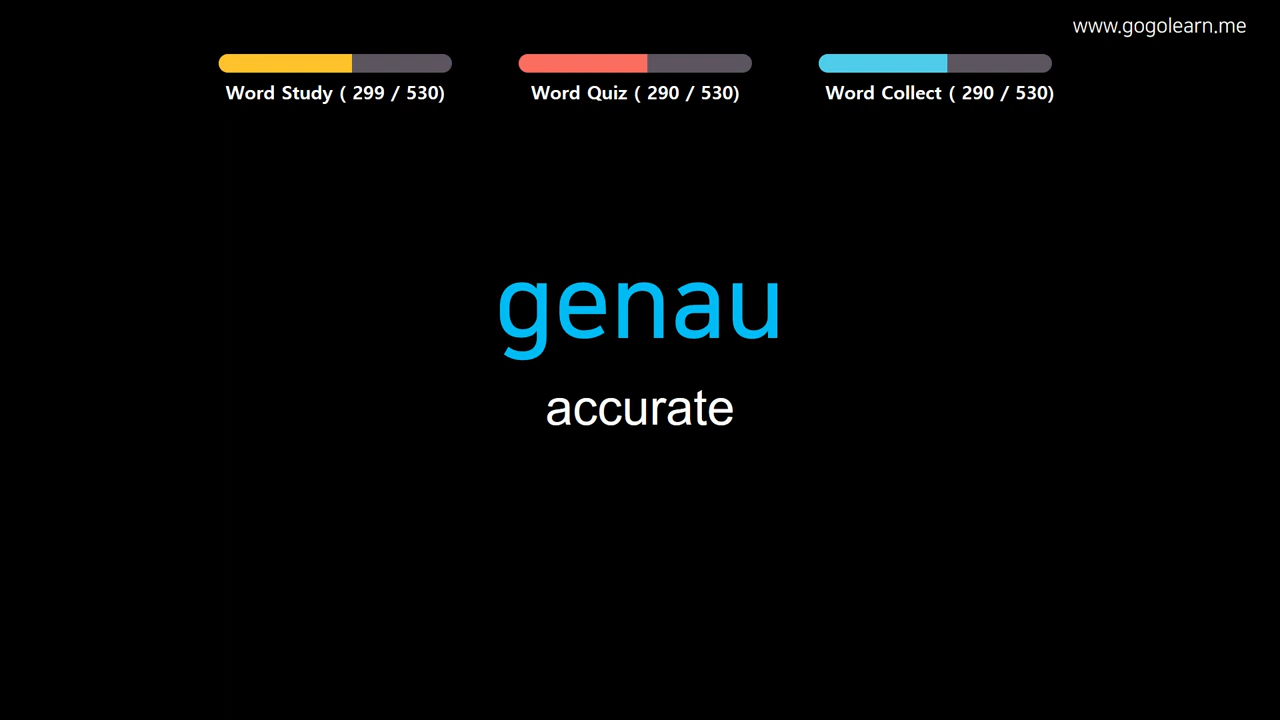 www.gogolearn.me
Word Study ( 299 / 530)
Word Quiz ( 290 / 530)
Word Collect ( 290 / 530)
genau
accurate